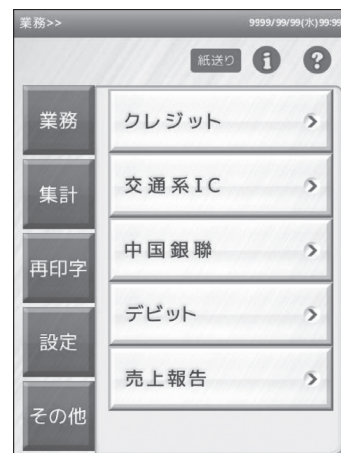 業務>> 9999/99/99(水)99:99
紙送り i ?
業務
集計
再印字
設定
その他
クレジット
交通系IC
中国銀聯
デビット
売上報告